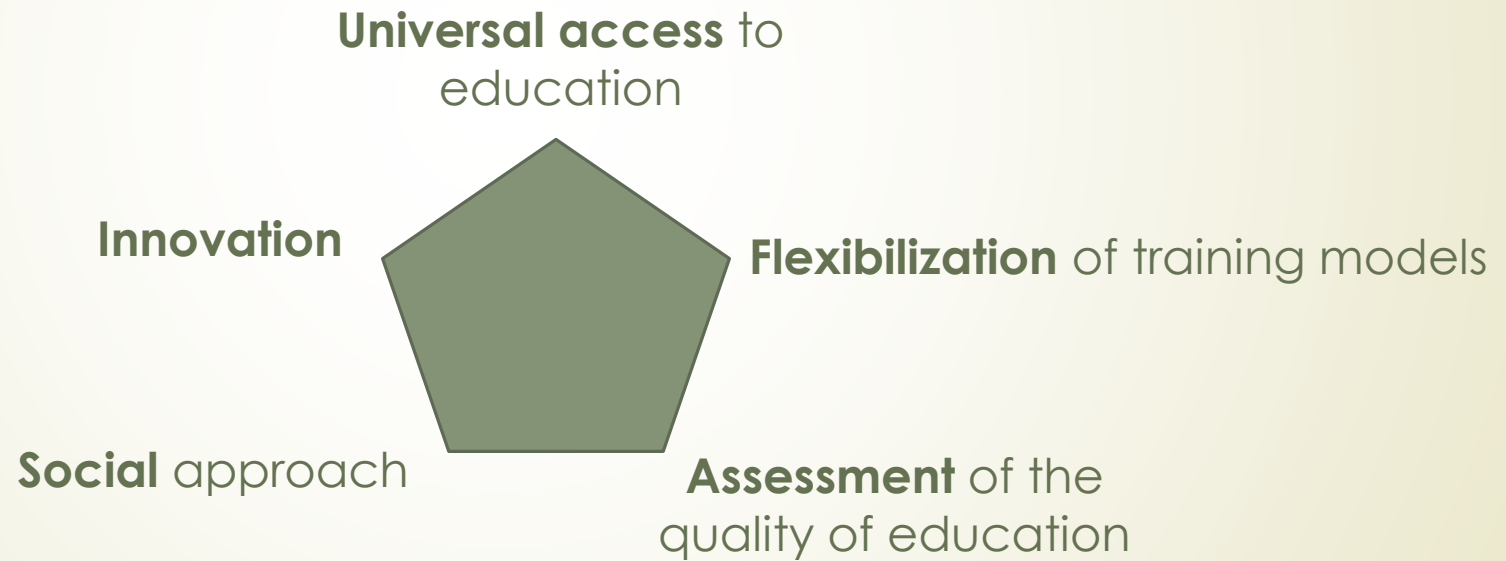 Universal access to
education
Innovation
Flexibilization of training models
Social approach
Assessment of the
quality of education